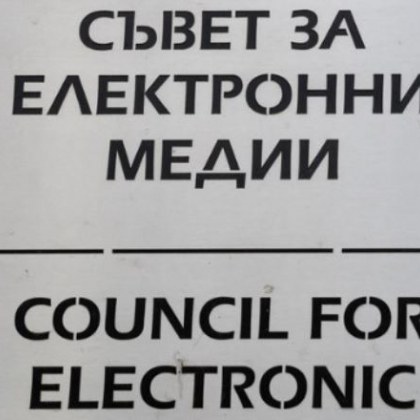 СЪВЕТ ЗА
ЕЛЕКТРОННИ
МЕДИИ
COUNCIL FOR
ELECTRONIC